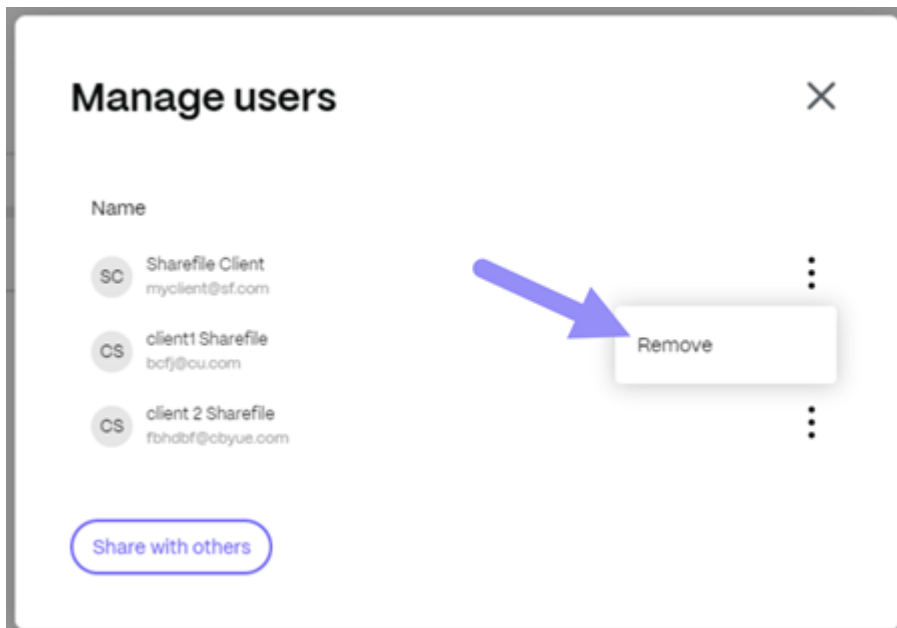 Manage users
Name
SC
Sharefile Client
myclient@sf.com
CS
client1 Sharefile
bcfj@cu.com
Remove
CS
client 2 Sharefile
fbhdbf@cbyue.com
Share with others